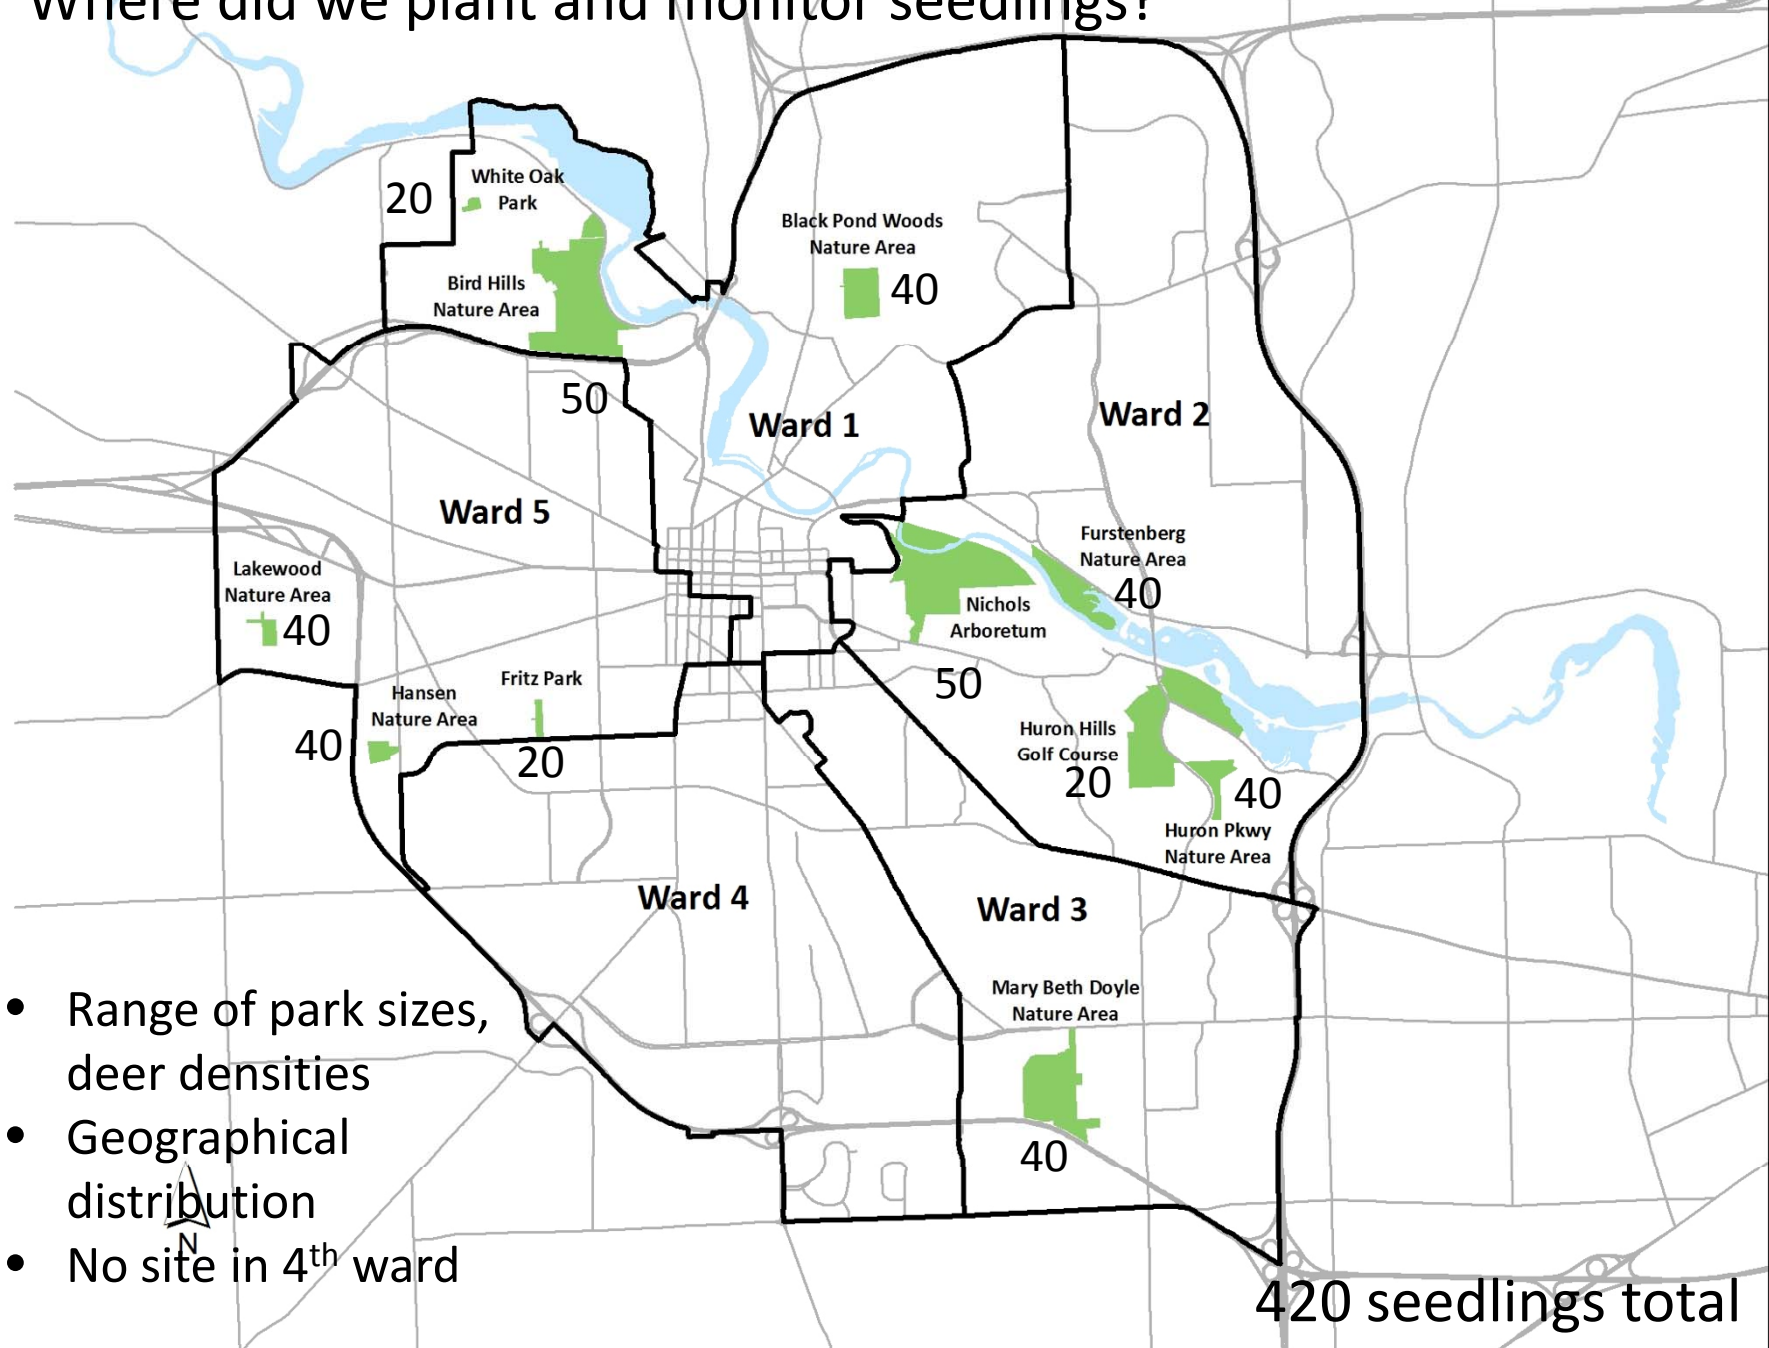 Where did we plant and monitor seedlings?
White Oak
Park
20
Bird Hills
Nature Area
50
Black Pond Woods
Nature Area
40
Ward 1
Ward 2
Ward 5
Lakewood
Nature Area
40
Furstenberg
Nature Area
40
Nichols
Arboretum
50
Hansen
Nature Area
40
Fritz Park
20
Huron Hills
Golf Course
20
40
Huron Pkwy
Nature Area
Ward 4
Ward 3
Mary Beth Doyle
Nature Area
40
• Range of park sizes,
deer densities
• Geographical
distribution
N
• No site in 4th ward
420 seedlings total